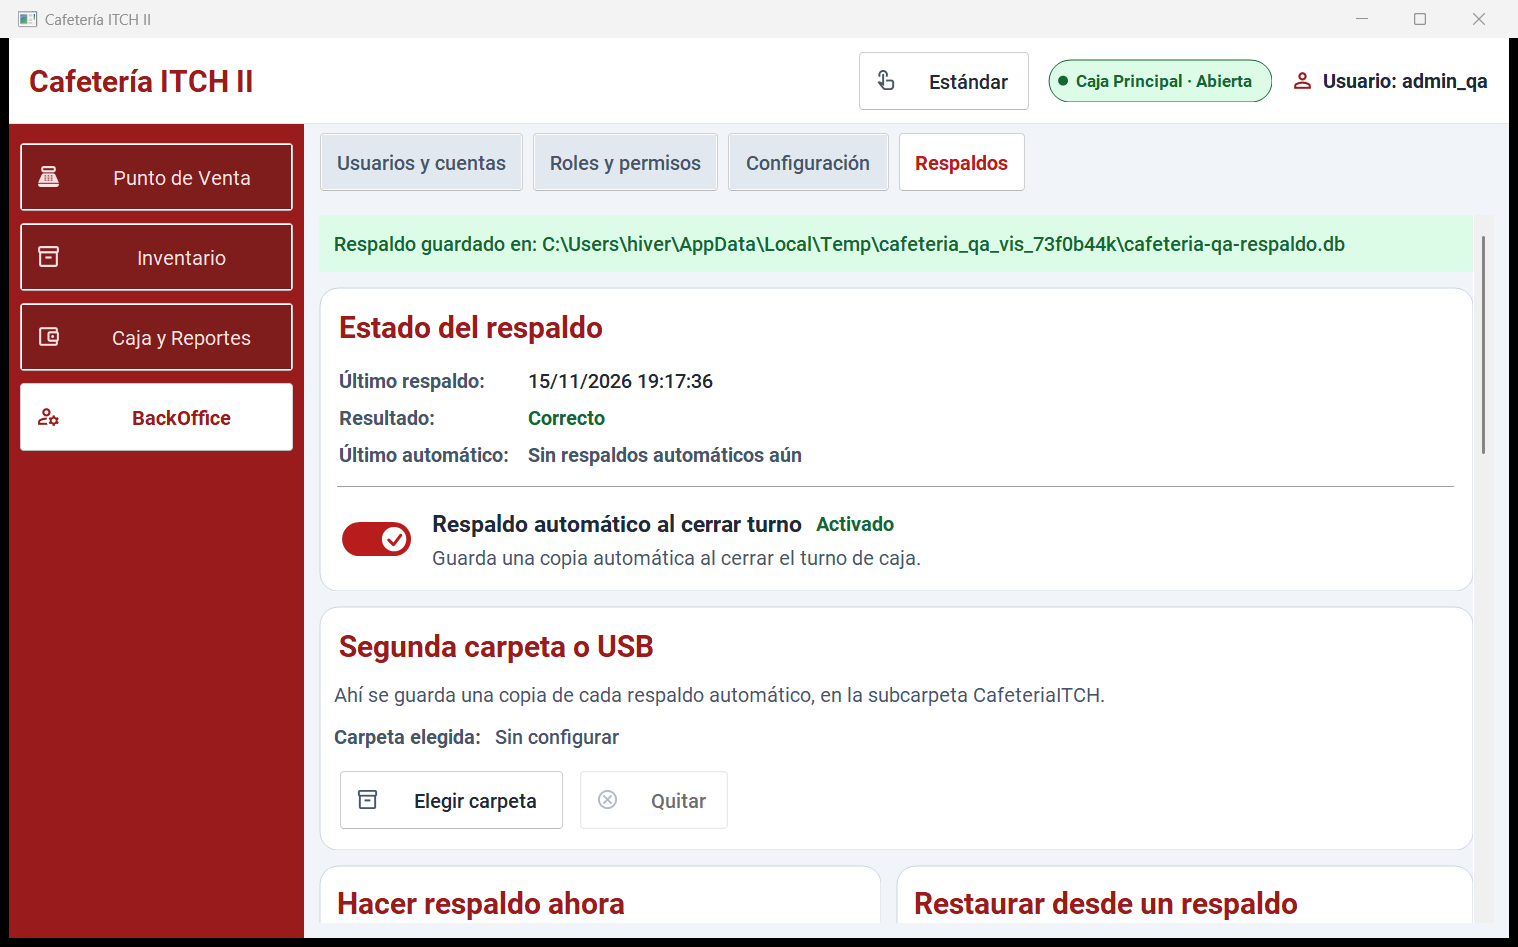 Cafetería ITCH II
Cafetería ITCH II
Estándar
Caja Principal · Abierta
Usuario: admin_qa
Punto de Venta
Inventario
Caja y Reportes
BackOffice
Usuarios y cuentas
Roles y permisos
Configuración
Respaldos
Respaldo guardado en: C:\Users\hiver\AppData\Local\Temp\cafeteria_qa_vis_73f0b44k\cafeteria-qa-respaldo.db
Estado del respaldo
Último respaldo: 15/11/2026 19:17:36
Resultado: Correcto
Último automático: Sin respaldos automáticos aún
Respaldo automático al cerrar turno Activado
Guarda una copia automática al cerrar el turno de caja.
Segunda carpeta o USB
Ahí se guarda una copia de cada respaldo automático, en la subcarpeta CafeteriaITCH.
Carpeta elegida: Sin configurar
Elegir carpeta
Quitar
Hacer respaldo ahora
Restaurar desde un respaldo